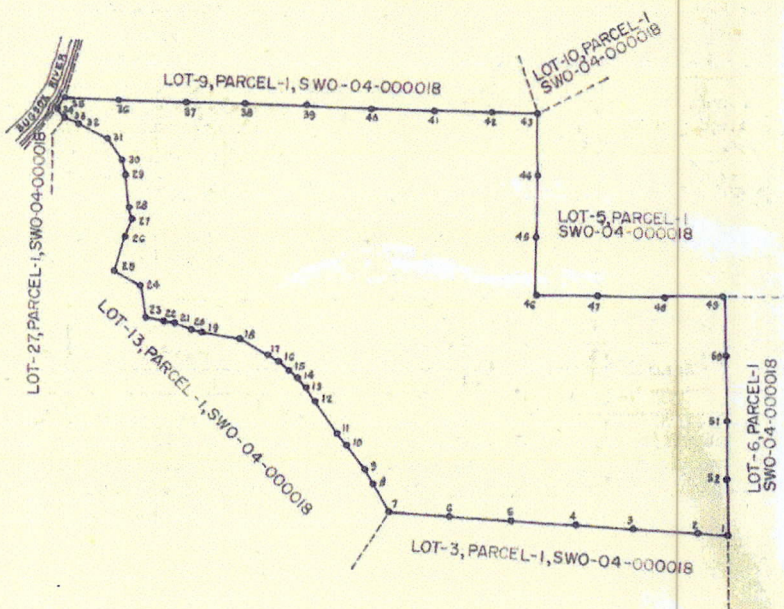 LOT-10, PARCEL-1
SWO-04-000018
LOT-9, PARCEL-1, SWO-04-000018
RIVER
35 36 37 38 39 40 41 42 43
34 33 32
31
30
29
28
27
26
25
24
23 22 21 20 19 18
17 16 15 14 13 12
11
10
9
8
7 6 5 4 3 2 1
44
45
46 47 48 49
50
51
52
LOT-5, PARCEL-1
SWO-04-000018
LOT-27, PARCEL-1, SWO-04-000018
LOT-13, PARCEL-1, SWO-04-000018
LOT-6, PARCEL-1
SWO-04-000018
LOT-3, PARCEL-1, SWO-04-000018